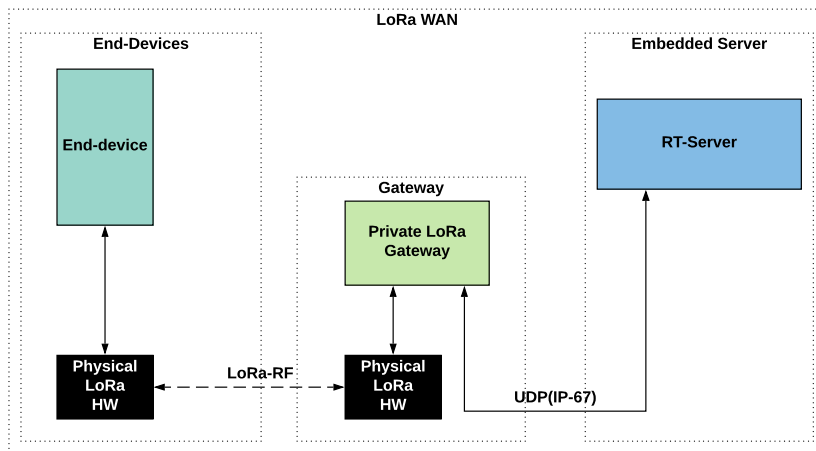 LoRa WAN
End-Devices
End-device
Physical
LoRa
HW
LoRa-RF
Gateway
Private LoRa
Gateway
Physical
LoRa
HW
UDP(IP-67)
Embedded Server
RT-Server